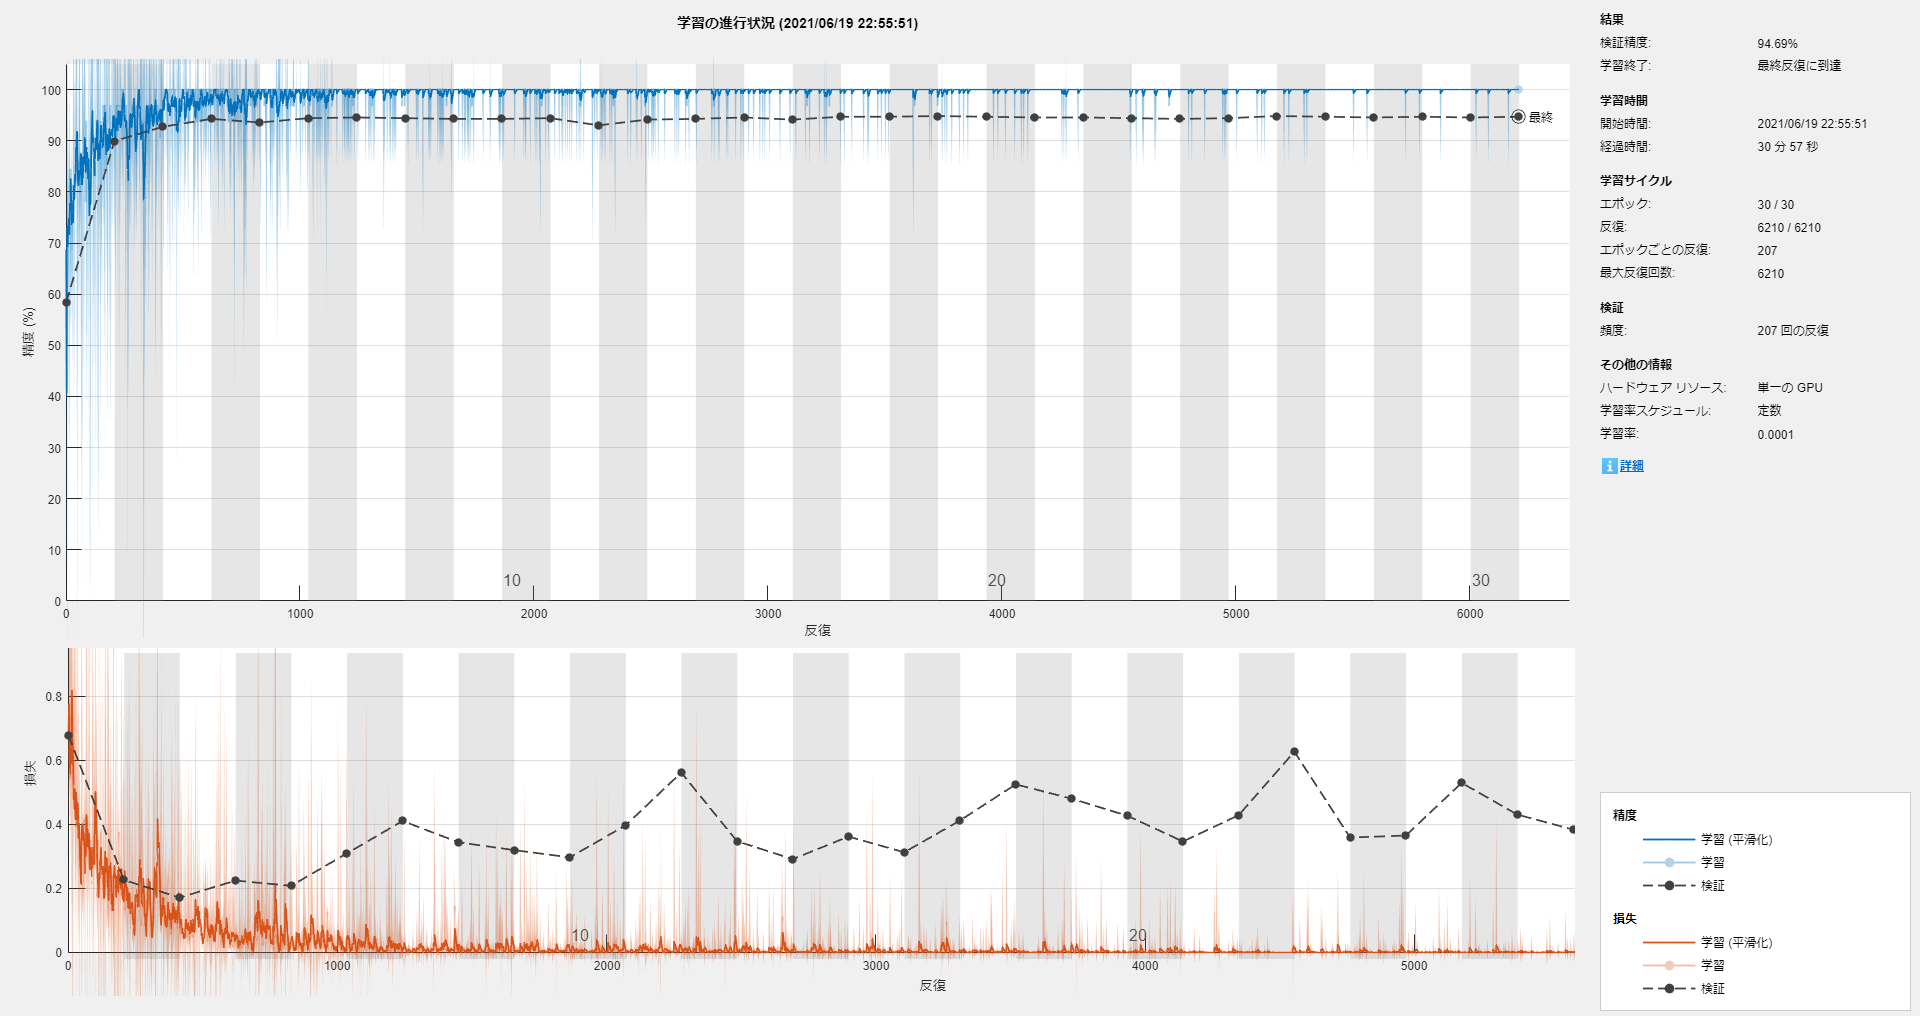 学習の進行状況 (2021/06/19 22:55:51)
100
90
80
70
60
50
40
30
20
10
0
精度 (%)
最終
10
20
30
0
1000
2000
3000
4000
5000
6000
反復
0.8
0.6
0.4
0.2
0
損失
10
20
0
1000
2000
3000
4000
5000
反復
結果
検証精度: 94.69%
学習終了: 最終反復に到達
学習時間
開始時間: 2021/06/19 22:55:51
経過時間: 30 分 57 秒
学習サイクル
エポック: 30 / 30
反復: 6210 / 6210
エポックごとの反復: 207
最大反復回数: 6210
検証
頻度: 207 回の反復
その他の情報
ハードウェア リソース: 単一の GPU
学習率スケジュール: 定数
学習率: 0.0001
i 詳細
精度
学習 (平滑化)
学習
検証
損失
学習 (平滑化)
学習
検証